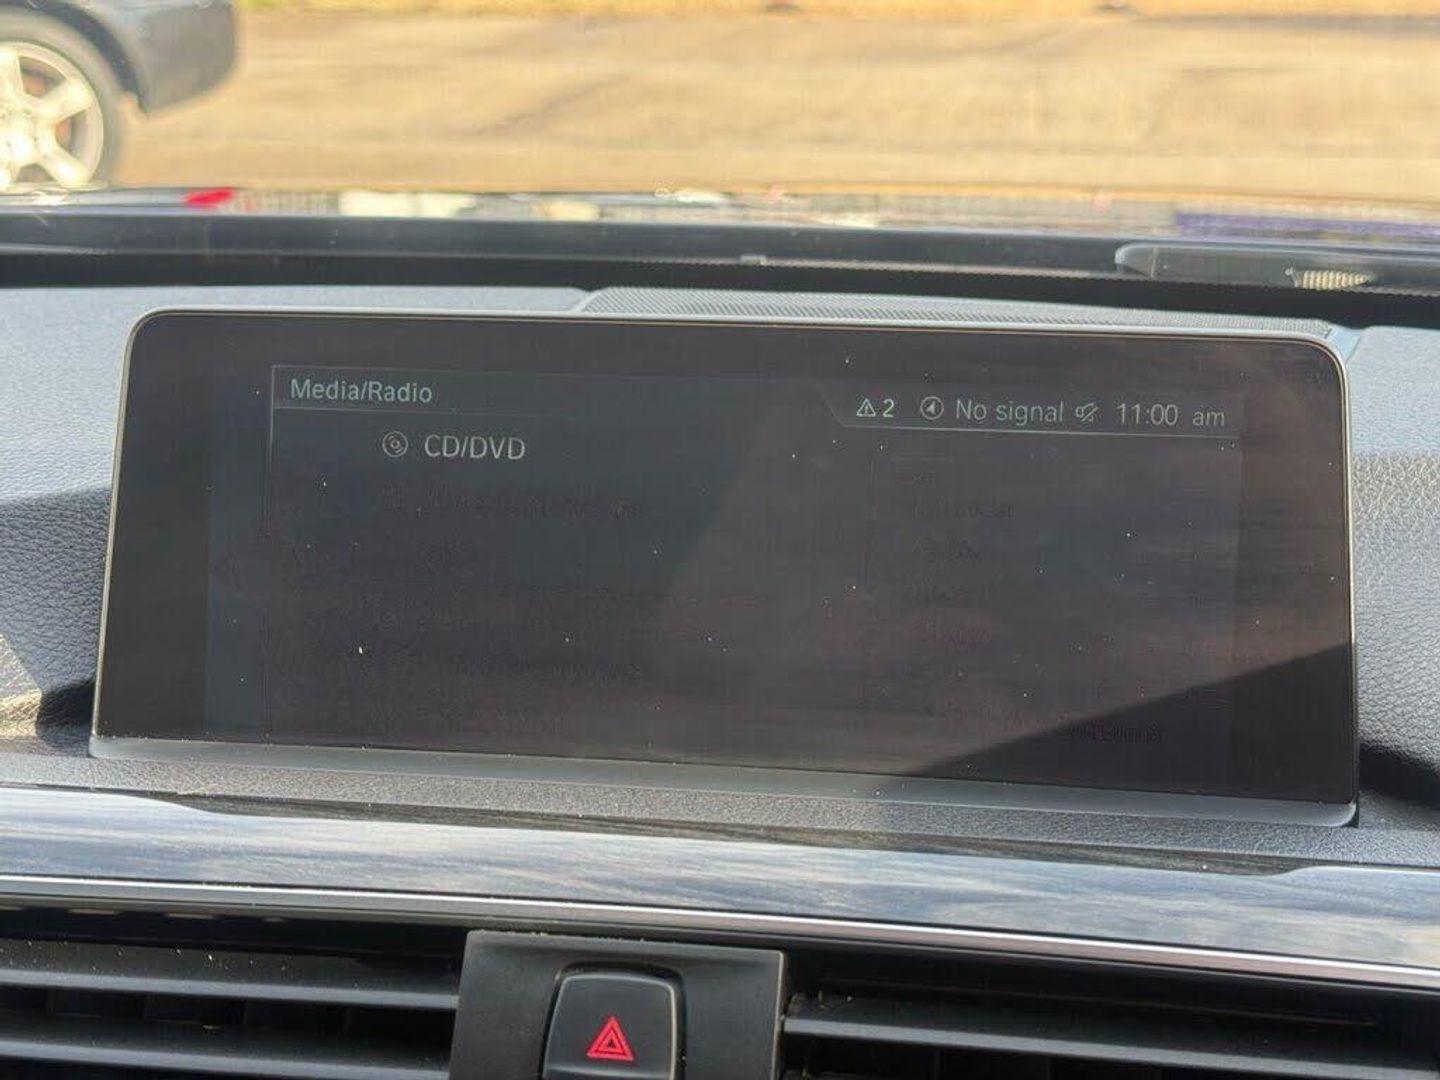 Media/Radio
2 No signal 11:00 am
CD/DVD